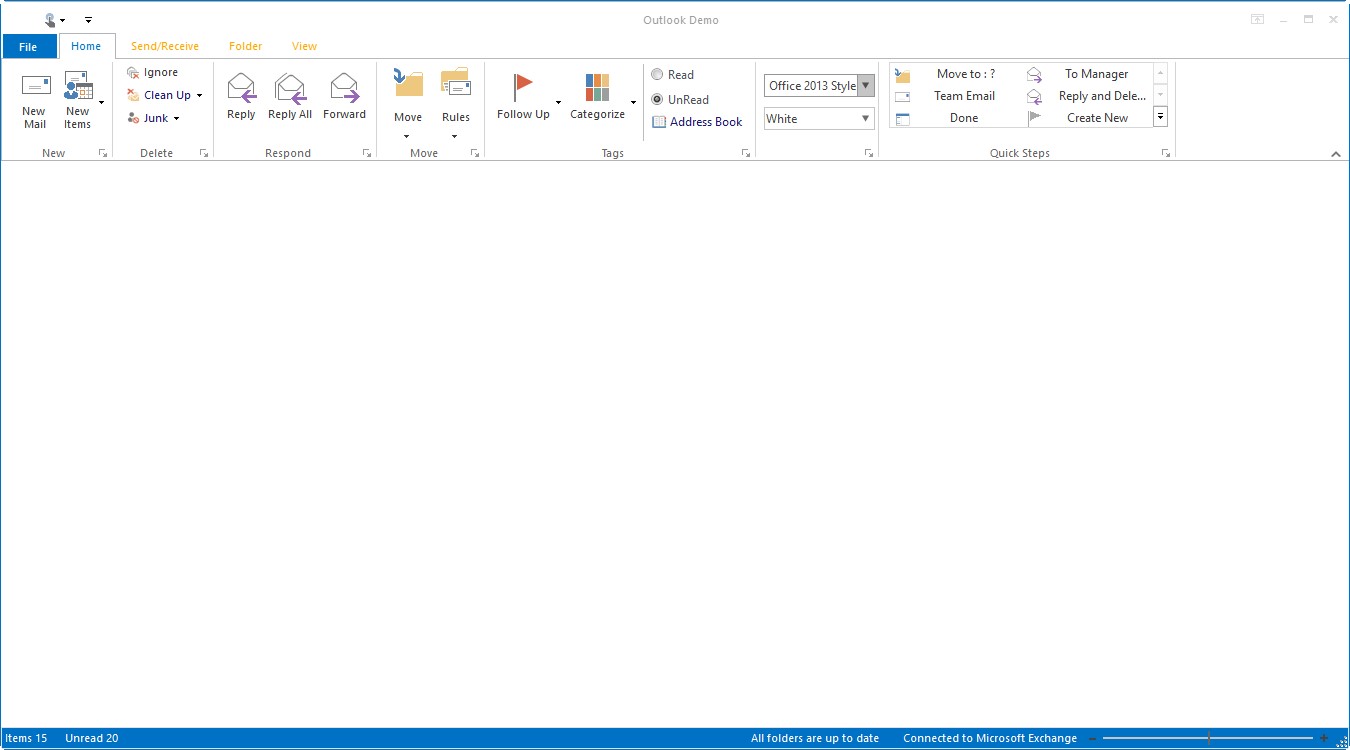 Outlook Demo
File Home Send/Receive Folder View
New Mail
New Items
Ignore
Clean Up
Junk
Reply
Reply All
Forward
Move
Rules
Follow Up
Categorize
Read
UnRead
Address Book
Office 2013 Style
White
Move to : ?
Team Email
Done
To Manager
Reply and Dele...
Create New
New Delete Respond Move Tags Quick Steps
Items 15 Unread 20 All folders are up to date Connected to Microsoft Exchange